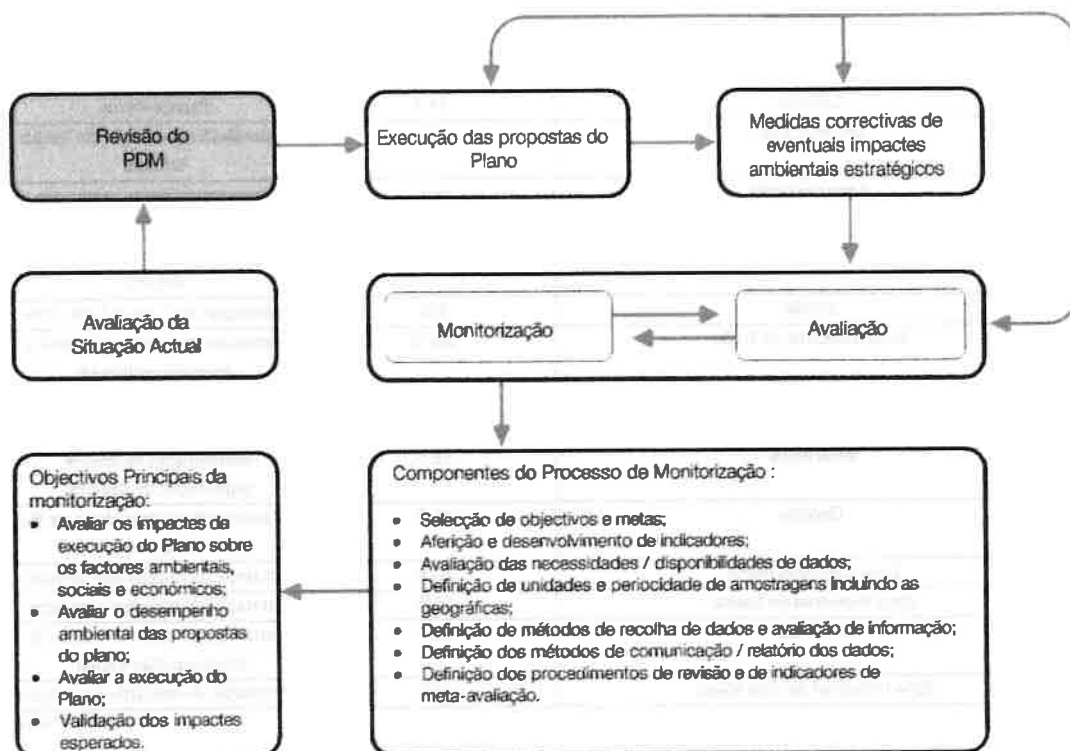 Revisão do
PDM
Execução das propostas do
Plano
Medidas correctivas de
eventuais impactes
ambientais estratégicos
Avaliação da
Situação Actual
Monitorização
Avaliação
Objectivos Principais da
monitorização:
• Avaliar os impactes da
execução do Plano sobre
os factores ambientais,
sociais e económicos;
• Avaliar o desempenho
ambiental das propostas
do plano;
• Avaliar a execução do
Plano;
• Validação dos impactes
esperados.
Componentes do Processo de Monitorização :
• Selecção de objectivos e metas;
• Aferição e desenvolvimento de indicadores;
• Avaliação das necessidades / disponibilidades de dados;
• Definição de unidades e periocidade de amostragens incluíndo as
geográficas;
• Definição de métodos de recolha de dados e avaliação de informação;
• Definição dos métodos de comunicação / relatório dos dados;
• Definição dos procedimentos de revisão e de indicadores de
meta-avaliação.